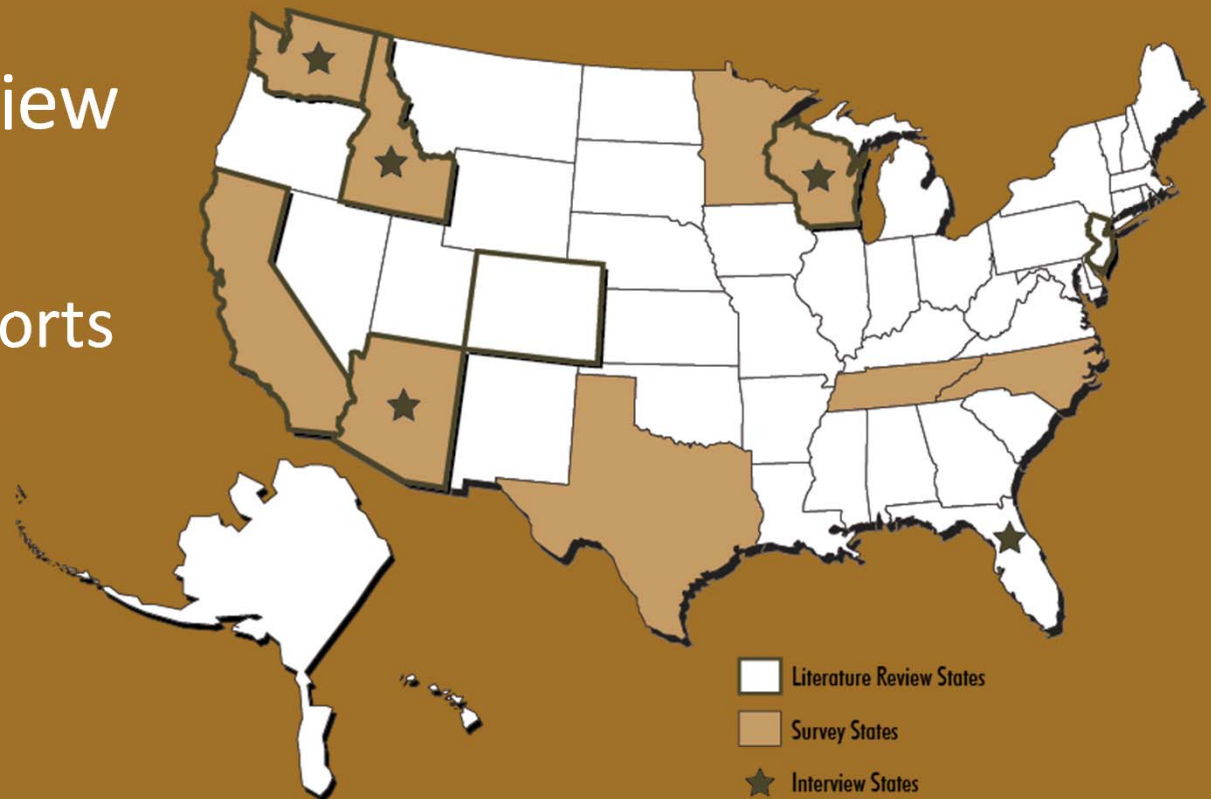 iew
orts
Literature Review States
Survey States
Interview States